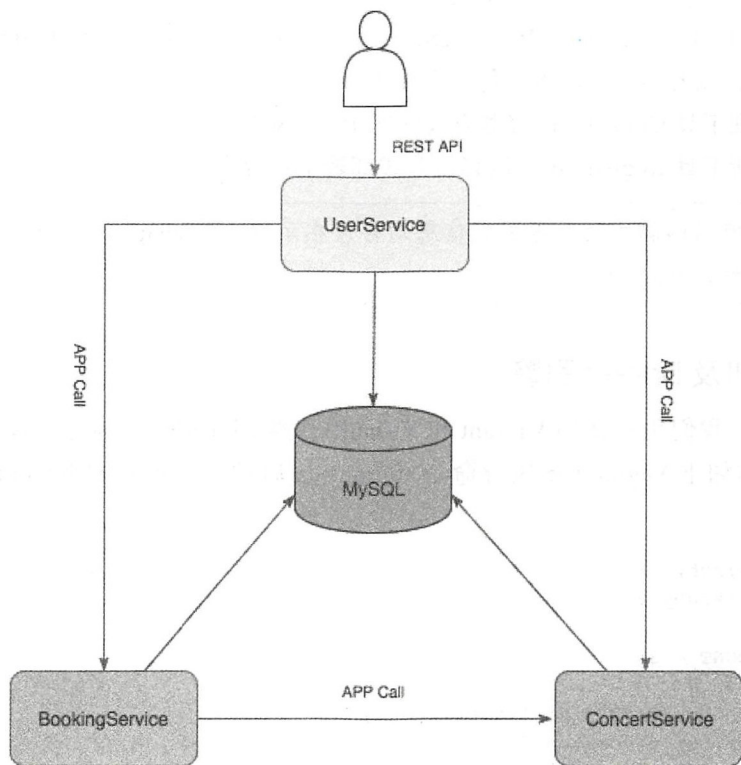 REST API
UserService
APP Call
APP Call
MySQL
APP Call
BookingService
ConcertService